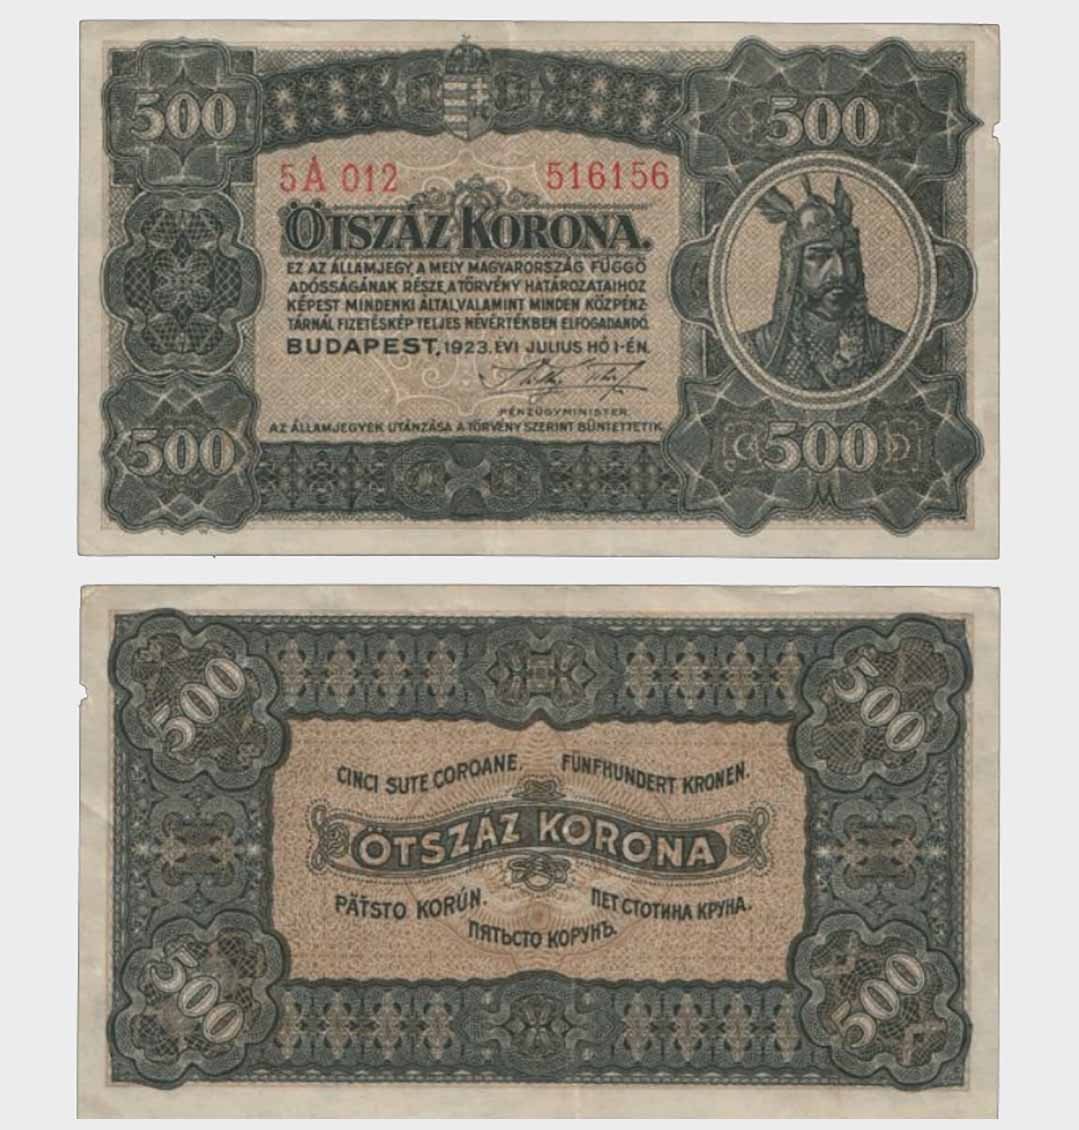 500
500
5A 012
516156
ÖTSZÁZ KORONA.
EZ AZ ÁLLAMJEGY, A MELY MAGYARORSZÁG FÜGGŐ
ADÓSSÁGÁNAK RÉSZE, A TÖRVÉNY HATÁROZATAIHOZ
KÉPEST MINDENKI ÁLTAL, VALAMINT MINDEN KÖZPÉNZ-
TÁRNÁL FIZETÉSKÉP TELJES NÉVÉRTÉKBEN ELFOGADANDÓ.
BUDAPEST, 1923. ÉVI JULIUS HÓ 1-ÉN.
PÉNZÜGYMINISTER.
AZ ÁLLAMJEGYEK UTÁNZÁSA A TÖRVÉNY SZERINT BÜNTETTETIK.
500
500
500
500
CINCI SUTE COROANE.
FÜNFHUNDERT KRONEN.
ÖTSZÁZ KORONA
PÄŤSTO KORÚN.
ПЕТ СТОТИНА КРУНА.
ПЯТЬСТО КОРУНЪ.
500
500